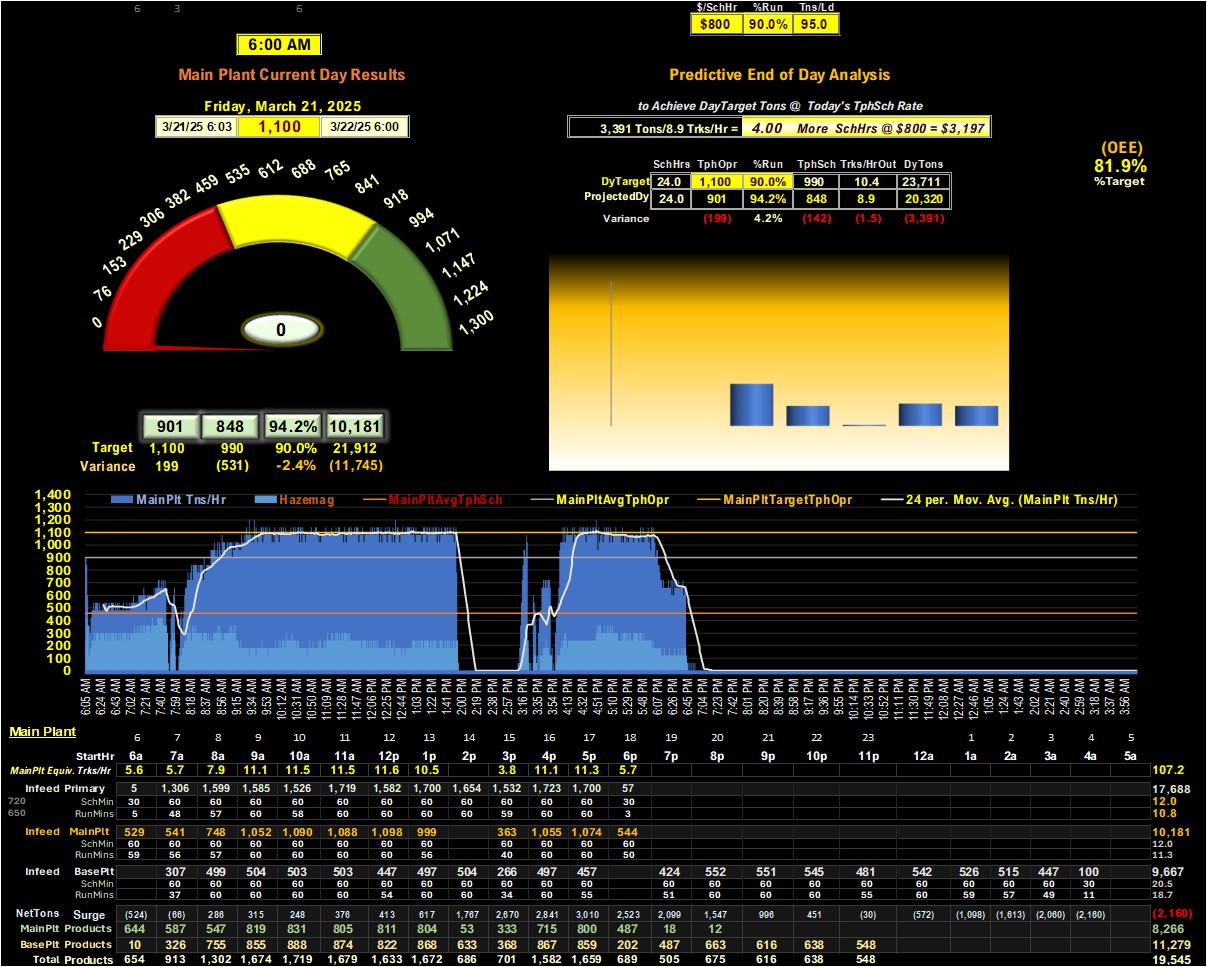 6 3 6
$/SchHr %Run Tns/Ld
$800 90.0% 95.0
6:00 AM
Main Plant Current Day Results
Predictive End of Day Analysis
Friday, March 21, 2025
to Achieve DayTarget Tons @ Today's TphSch Rate
3/21/25 6:03 1,100 3/22/25 6:00
3,391 Tons/8.9 Trks/Hr = 4.00 More SchHrs @ $800 = $3,197
(OEE)
81.9%
%Target
SchHrs TphOpr %Run TphSch Trks/HrOut DyTons
DyTarget 24.0 1,100 90.0% 990 10.4 23,711
ProjectedDy 24.0 901 94.2% 848 8.9 20,320
Variance (199) 4.2% (142) (1.5) (3,391)
0 76 153 229 306 382 459 535 612 688 765 841 918 994 1,071 1,147 1,224 1,300
0
901 848 94.2% 10,181
Target 1,100 990 90.0% 21,912
Variance 199 (531) -2.4% (11,745)
MainPlt Tns/Hr Hazemag MainPltAvgTphSch MainPltAvgTphOpr MainPltTargetTphOpr 24 per. Mov. Avg. (MainPlt Tns/Hr)
1,400
1,300
1,200
1,100
1,000
900
800
700
600
500
400
300
200
100
0
6:05 AM 6:24 AM 6:43 AM 7:02 AM 7:21 AM 7:40 AM 7:59 AM 8:18 AM 8:37 AM 8:56 AM 9:15 AM 9:34 AM 9:53 AM 10:12 AM 10:31 AM 10:50 AM 11:09 AM 11:28 AM 11:47 AM 12:06 PM 12:25 PM 12:44 PM 1:03 PM 1:22 PM 1:41 PM 2:00 PM 2:19 PM 2:38 PM 2:57 PM 3:16 PM 3:35 PM 3:54 PM 4:13 PM 4:32 PM 4:51 PM 5:10 PM 5:29 PM 5:48 PM 6:07 PM 6:26 PM 6:45 PM 7:04 PM 7:42 PM 8:01 PM 8:20 PM 8:39 PM 8:58 PM 9:17 PM 9:36 PM 9:55 PM 10:14 PM 10:33 PM 10:52 PM 11:11 PM 11:30 PM 11:49 PM 12:08 AM 12:27 AM 12:46 AM 1:05 AM 1:24 AM 1:43 AM 2:02 AM 2:21 AM 2:40 AM 2:59 AM 3:18 AM 3:37 AM 3:56 AM
Main Plant
6 7 8 9 10 11 12 13 14 15 16 17 18 19 20 21 22 23 1 2 3 4 5
StartHr 6a 7a 8a 9a 10a 11a 12p 1p 2p 3p 4p 5p 6p 7p 8p 9p 10p 11p 12a 1a 2a 3a 4a 5a
MainPlt Equiv. Trks/Hr 5.6 5.7 7.9 11.1 11.5 11.5 11.6 10.5 3.8 11.1 11.3 5.7 107.2
Infeed Primary 5 1,306 1,599 1,585 1,526 1,719 1,582 1,700 1,654 1,532 1,723 1,700 57 17,688
720 SchMin 30 60 60 60 60 60 60 60 60 60 60 60 30 12.0
650 RunMins 5 48 57 60 58 60 60 60 60 59 60 60 3 10.8
Infeed MainPlt 529 541 748 1,052 1,090 1,088 1,098 999 363 1,055 1,074 544 10,181
SchMin 60 60 60 60 60 60 60 60 60 60 60 60 12.0
RunMins 59 56 57 60 60 60 60 56 40 60 60 50 11.3
Infeed BasePlt 307 499 504 503 503 447 497 504 266 497 457 424 552 551 545 481 542 526 515 447 100 9,667
SchMin 60 60 60 60 60 60 60 60 60 60 60 60 60 60 60 60 60 60 60 60 30 20.5
RunMins 37 60 60 60 60 54 60 60 34 60 55 51 60 60 60 55 60 59 57 49 11 18.7
NetTons Surge (524) (66) 286 315 248 376 413 617 1,767 2,670 2,841 3,010 2,523 2,099 1,547 996 451 (30) (572) (1,098) (1,613) (2,060) (2,160) (2,160)
MainPlt Products 644 587 547 819 831 805 811 804 53 333 715 800 487 18 12 8,266
BasePlt Products 10 326 755 855 888 874 822 868 633 368 867 859 202 487 663 616 638 548 11,279
Total Products 654 913 1,302 1,674 1,719 1,679 1,633 1,672 686 701 1,582 1,659 689 505 675 616 638 548 19,545